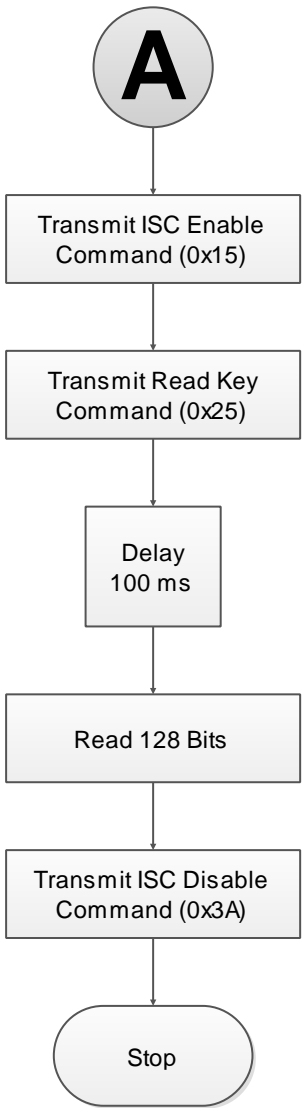 A
Transmit ISC Enable
Command (0x15)
Transmit Read Key
Command (0x25)
Delay
100 ms
Read 128 Bits
Transmit ISC Disable
Command (0x3A)
Stop